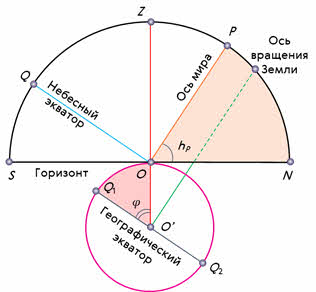 Z
P
Ось
вращения
Земли
Q
Небесный
экватор
Ось мира
hP
S
Горизонт
O
N
Q1
φ
O'
Географический
экватор
Q2